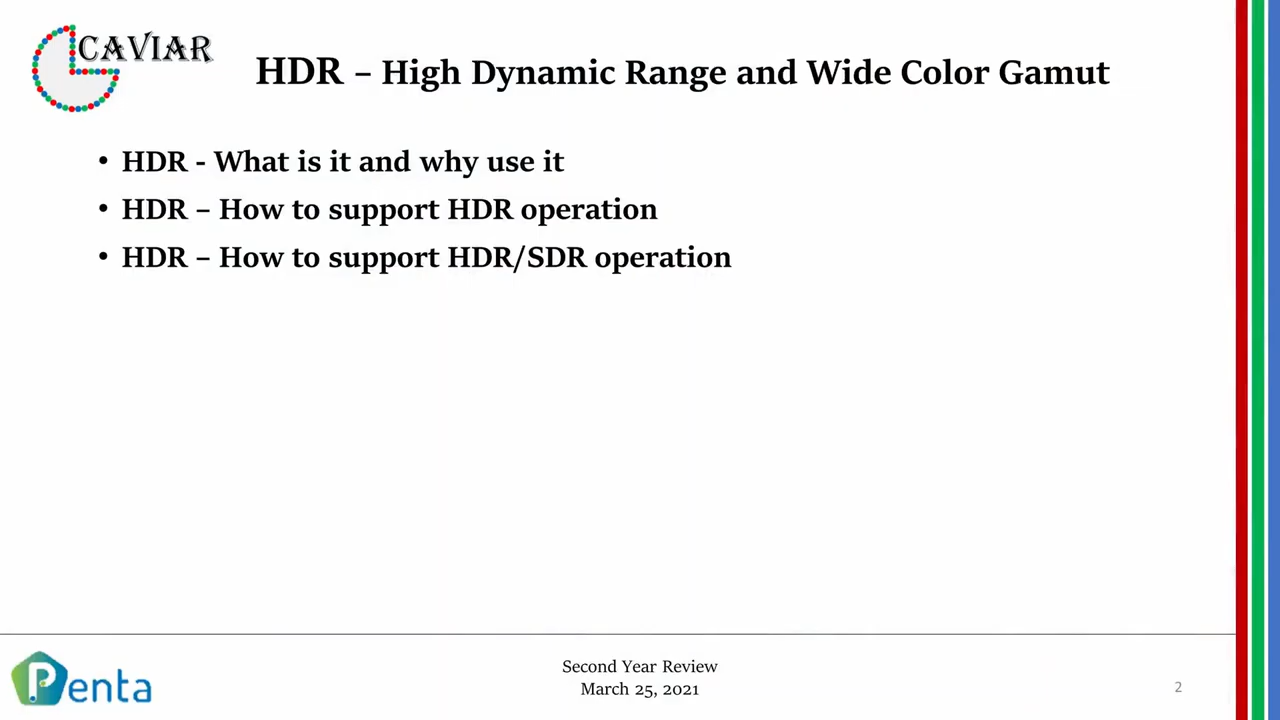 CAVIAR
HDR – High Dynamic Range and Wide Color Gamut
• HDR - What is it and why use it
• HDR – How to support HDR operation
• HDR – How to support HDR/SDR operation
Penta
Second Year Review
March 25, 2021
2